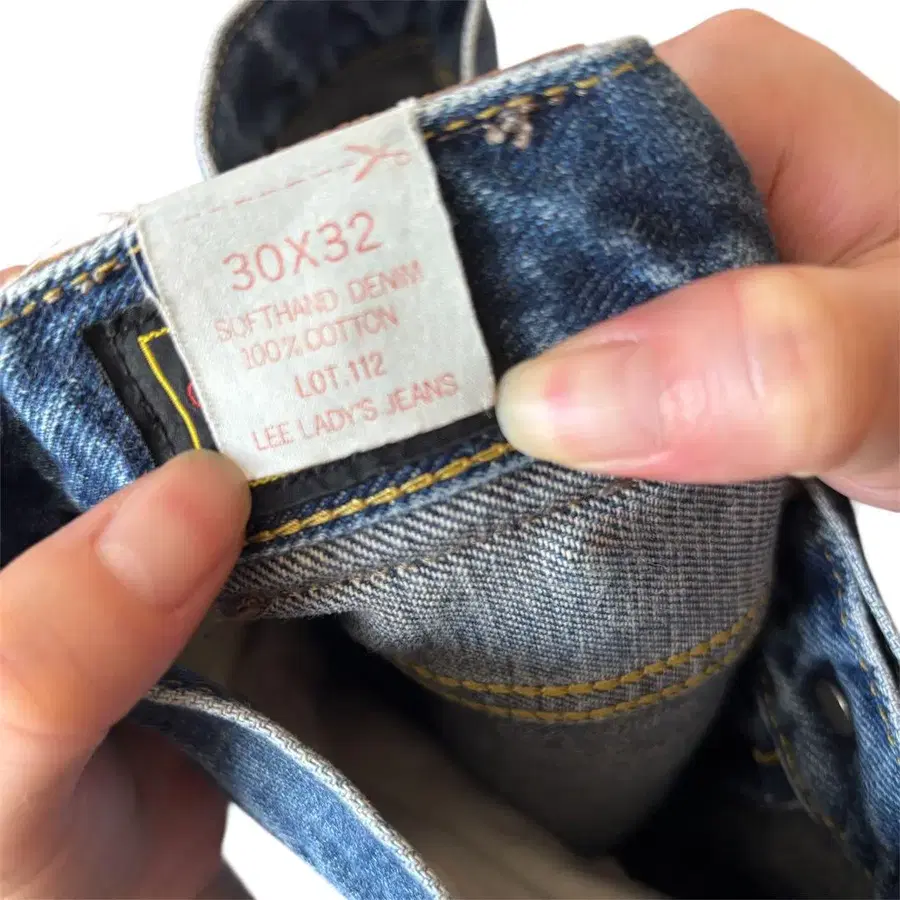 30X32
SOFTHAND DENIM
100% COTTON
LOT.112
LEE LADY'S JEANS